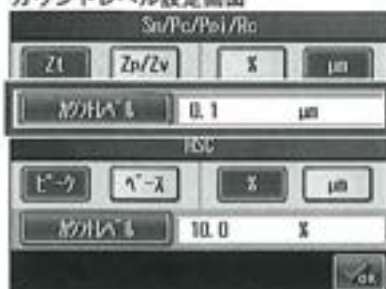 カウントレベル設定画面
Sm/Pc/Ppi/Rc
Zt Zp/Zv % µm
ｶｳﾝﾄﾚﾍﾞﾙ 0.1 µm
HSC
ﾋﾟｰｸ ﾍﾞｰｽ % µm
ｶｳﾝﾄﾚﾍﾞﾙ 10.0 %
OK